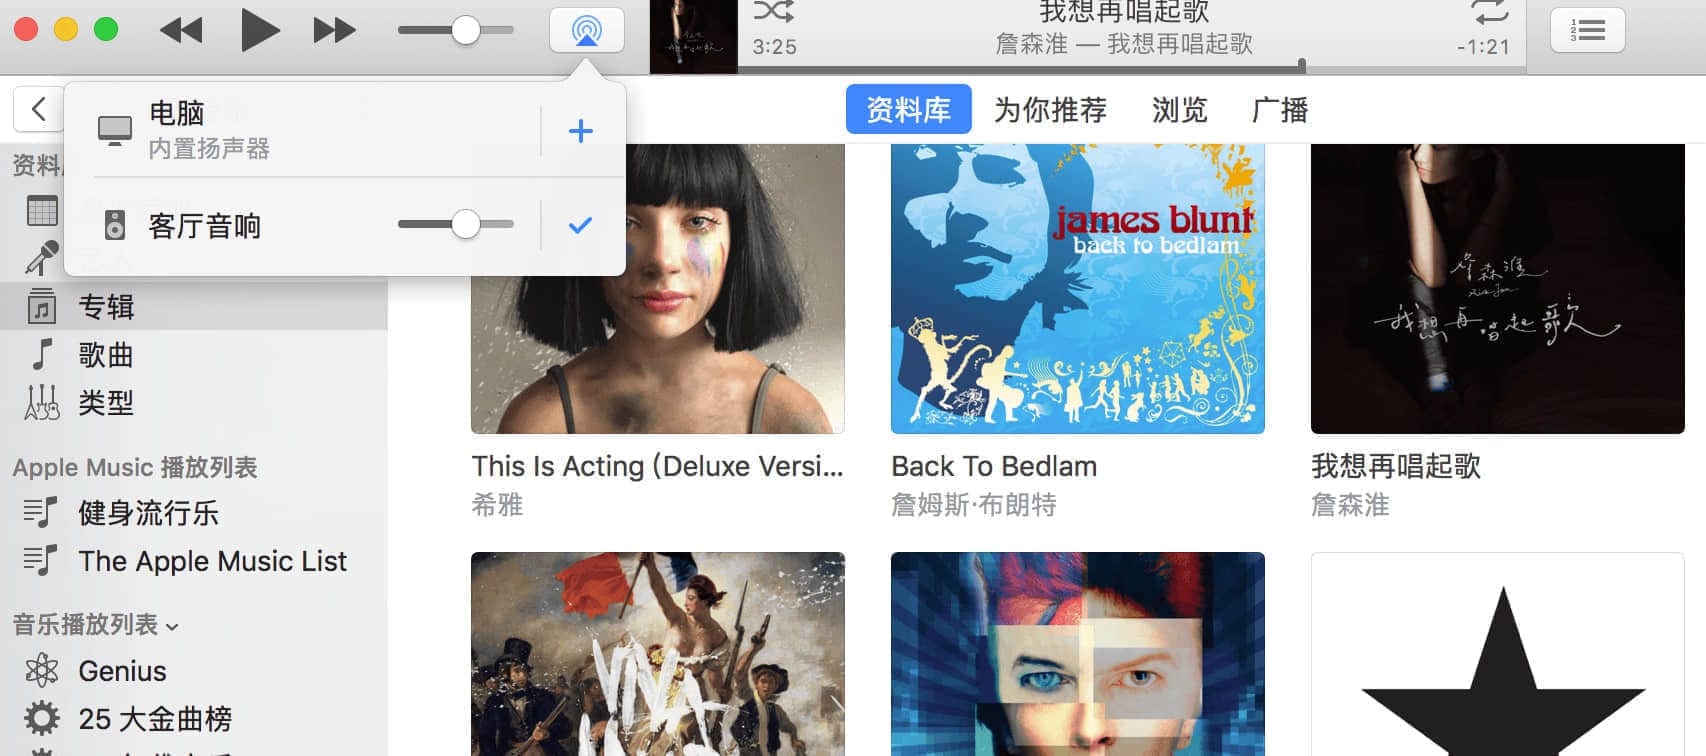 我想再唱起歌
3:25
詹森淮 — 我想再唱起歌
-1:21
电脑
内置扬声器
客厅音响
资料库
为你推荐
浏览
广播
资料
专辑
歌曲
类型
Apple Music 播放列表
健身流行乐
The Apple Music List
音乐播放列表
Genius
25 大金曲榜
james blunt
back to bedlam
詹森淮
我想再唱起歌
This Is Acting (Deluxe Versi...
希雅
Back To Bedlam
詹姆斯·布朗特
我想再唱起歌
詹森淮